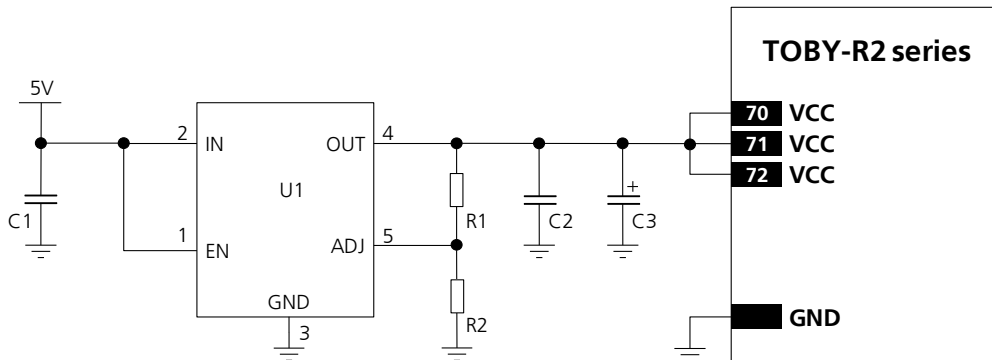 TOBY-R2 series
5V
70 VCC
71 VCC
72 VCC
2 IN
OUT 4
U1
C1
R1
C2
+
C3
1 EN
ADJ 5
GND
3
R2
GND